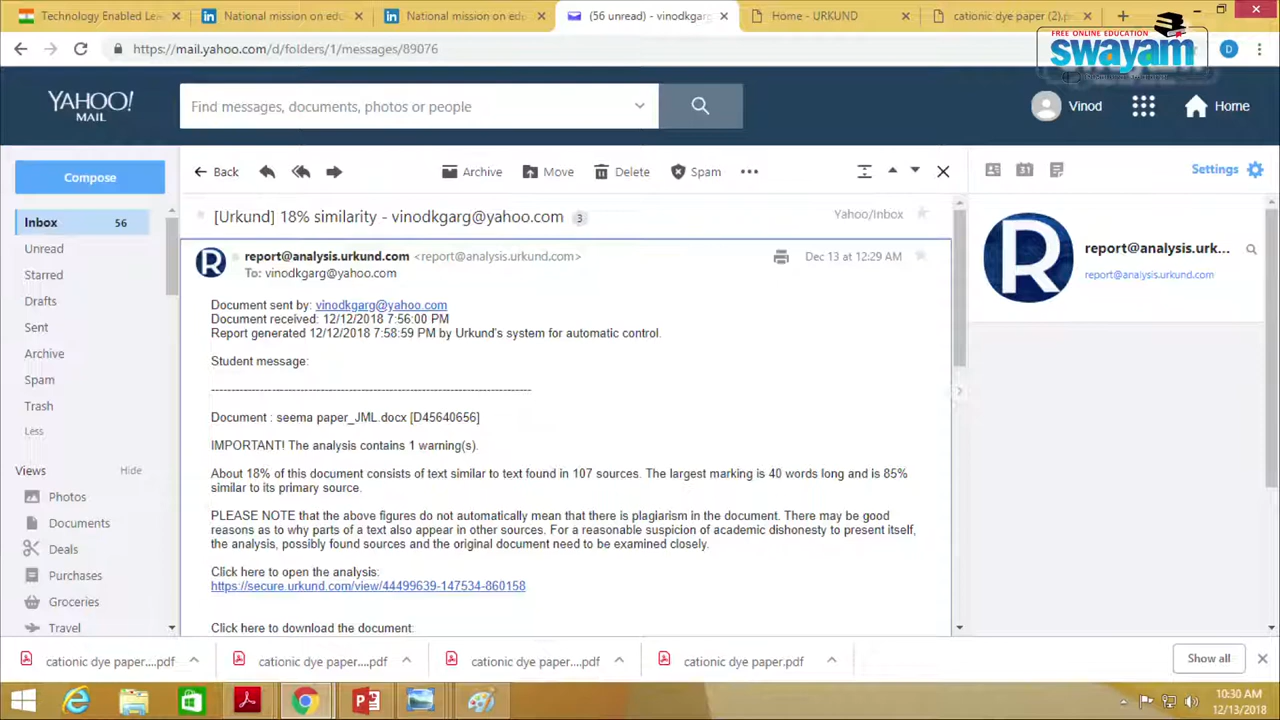 Technology Enabled Le
National mission on edu
National mission on edu
(56 unread) - vinodkgar
Home - URKUND
cationic dye paper (2).p
https://mail.yahoo.com/d/folders/1/messages/89076
FREE ONLINE EDUCATION
swayam
D
YAHOO!
MAIL
Find messages, documents, photos or people
Vinod
Home
Compose
Back
Archive
Move
Delete
Spam
Settings
31
Inbox 56
Unread
Starred
Drafts
Sent
Archive
Spam
Trash
Less
Views Hide
Photos
Documents
Deals
Purchases
Groceries
Travel
[Urkund] 18% similarity - vinodkgarg@yahoo.com 3
Yahoo/Inbox
R
report@analysis.urkund.com <report@analysis.urkund.com>
Dec 13 at 12:29 AM
To: vinodkgarg@yahoo.com
Document sent by: vinodkgarg@yahoo.com
Document received: 12/12/2018 7:56:00 PM
Report generated 12/12/2018 7:58:59 PM by Urkund's system for automatic control.
Student message:
--------------------------------------------------------------------------------
Document : seema paper_JML.docx [D45640656]
IMPORTANT! The analysis contains 1 warning(s).
About 18% of this document consists of text similar to text found in 107 sources. The largest marking is 40 words long and is 85%
similar to its primary source.
PLEASE NOTE that the above figures do not automatically mean that there is plagiarism in the document. There may be good
reasons as to why parts of a text also appear in other sources. For a reasonable suspicion of academic dishonesty to present itself,
the analysis, possibly found sources and the original document need to be examined closely.
Click here to open the analysis:
https://secure.urkund.com/view/44499639-147534-860158
Click here to download the document:
R
report@analysis.urk...
report@analysis.urkund.com
cationic dye paper....pdf
cationic dye paper....pdf
cationic dye paper....pdf
cationic dye paper.pdf
Show all
10:30 AM
12/13/2018